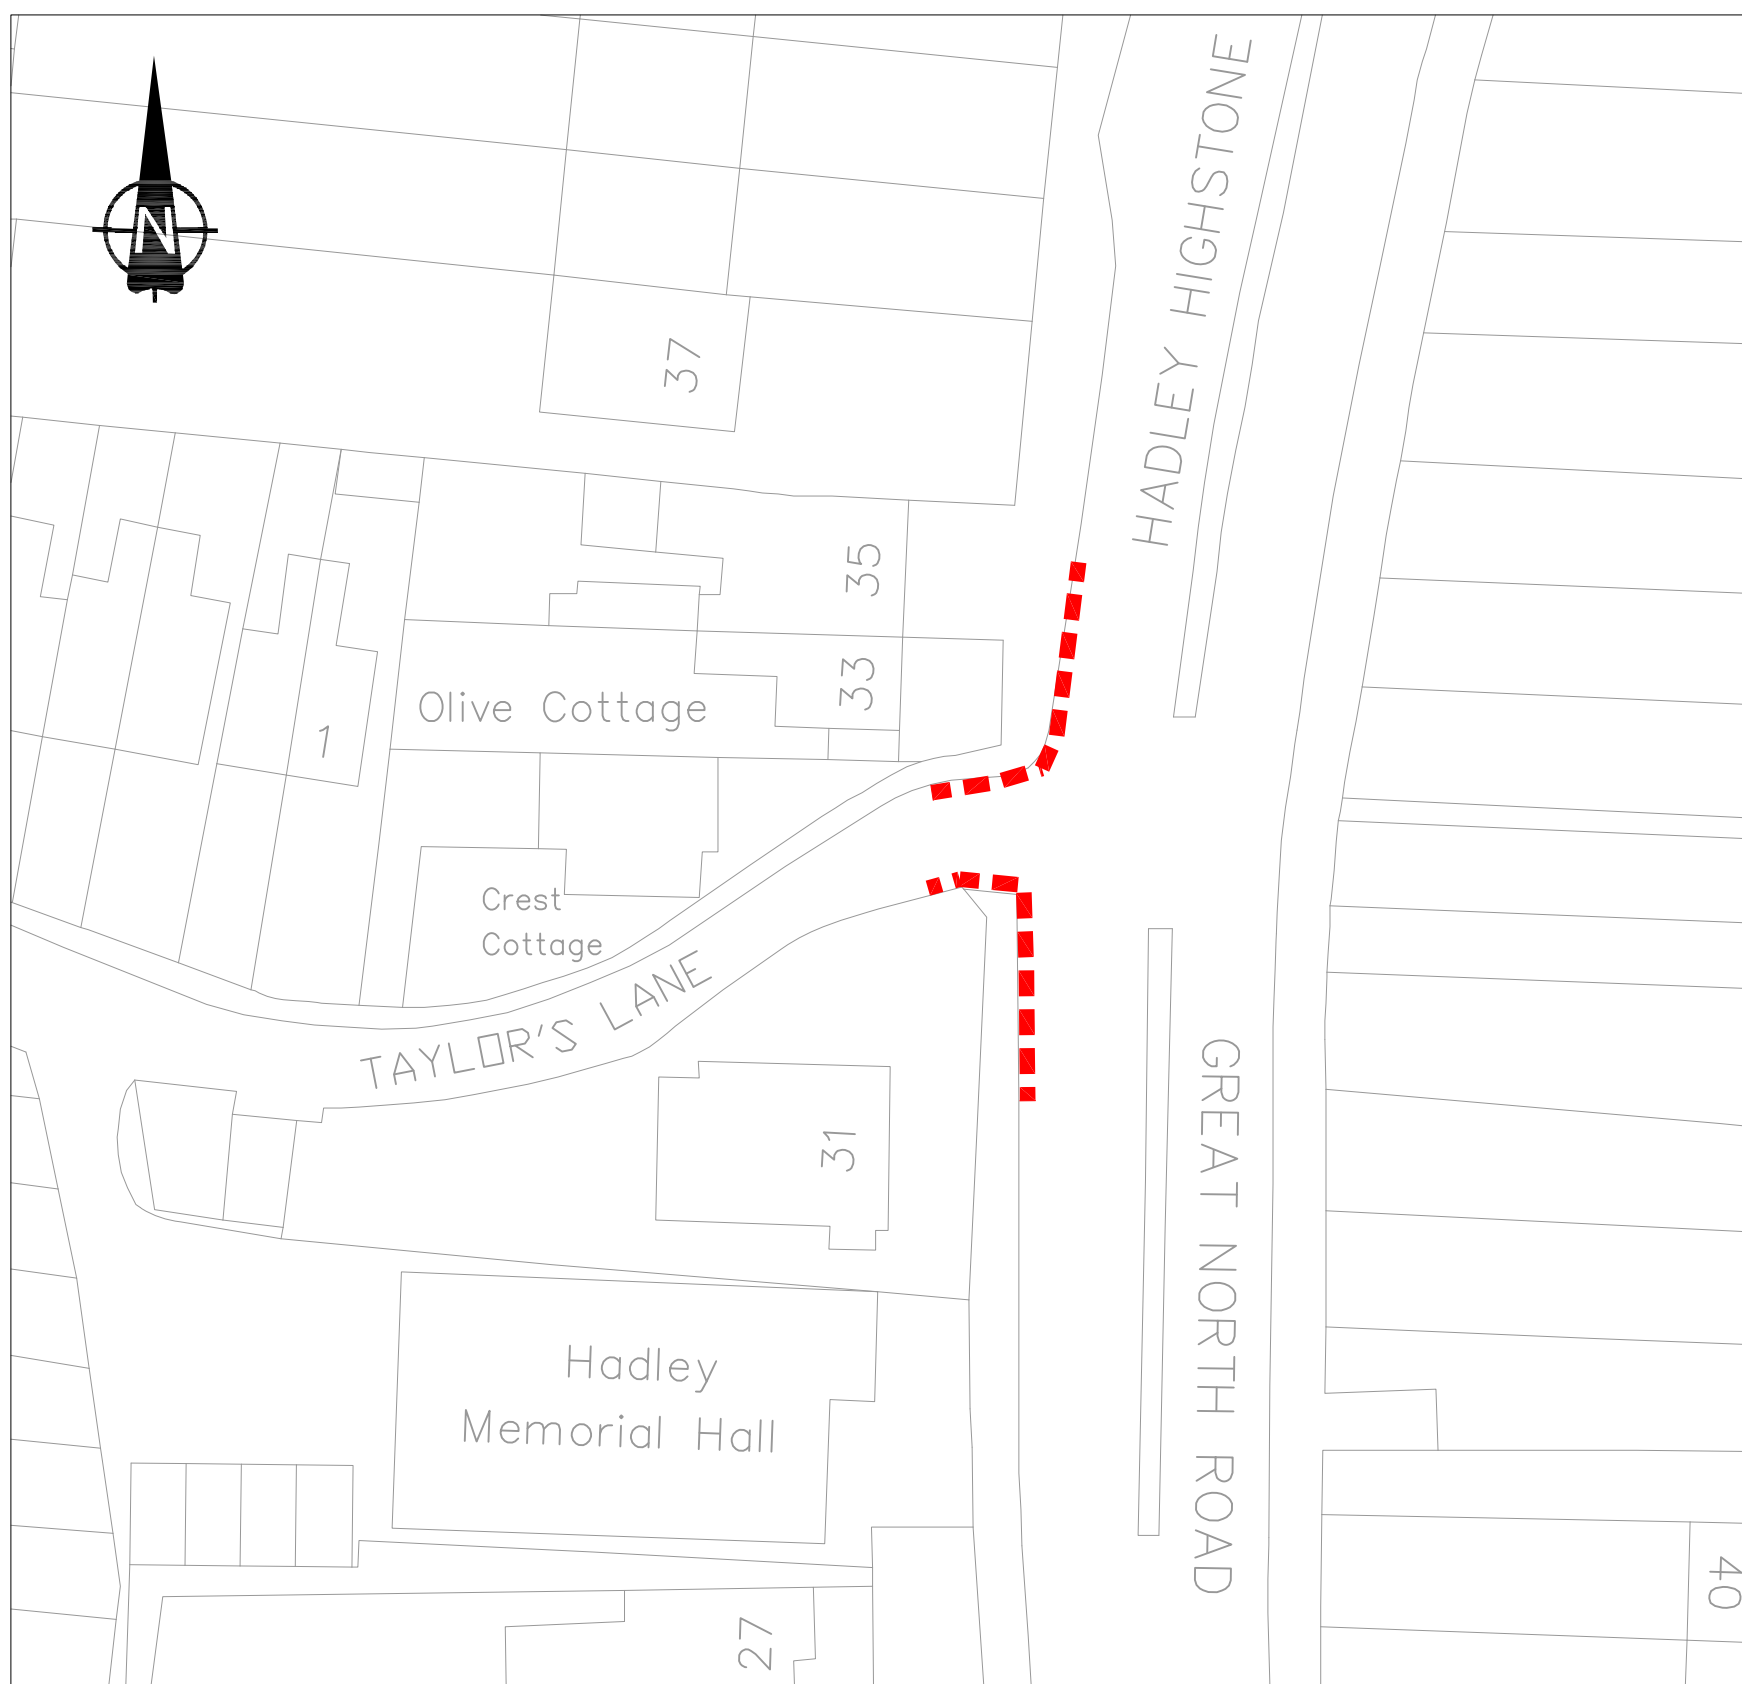 N
HADLEY HIGHSTONE
37
35
33
Olive Cottage
1
Crest
Cottage
TAYLOR'S LANE
31
GREAT NORTH ROAD
Hadley
Memorial Hall
27
40